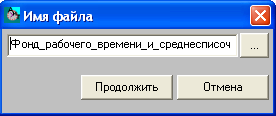 Имя файла
Фонд_рабочего_времени_и_среднесписоч
...
Продолжить
Отмена